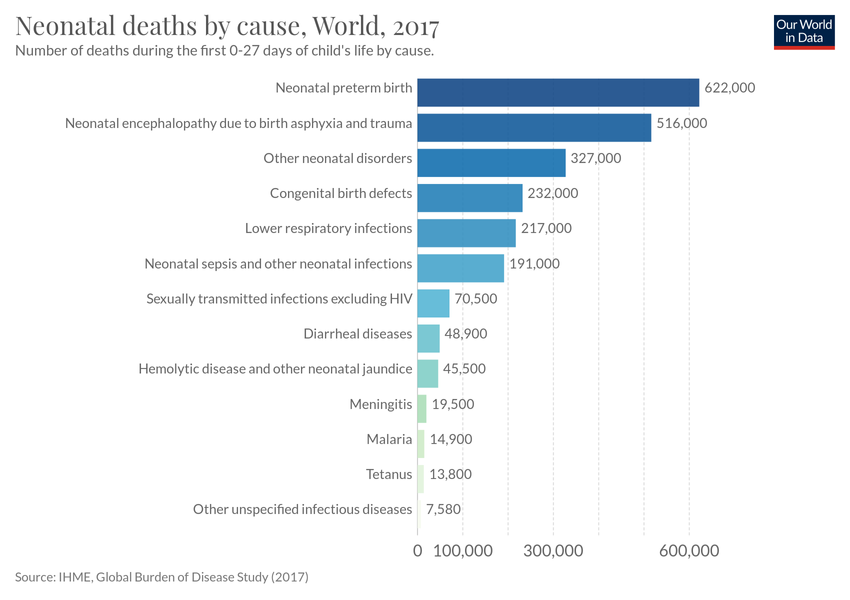 Neonatal deaths by cause, World, 2017
Number of deaths during the first 0-27 days of child's life by cause.
Our World
in Data
Neonatal preterm birth 622,000
Neonatal encephalopathy due to birth asphyxia and trauma 516,000
Other neonatal disorders 327,000
Congenital birth defects 232,000
Lower respiratory infections 217,000
Neonatal sepsis and other neonatal infections 191,000
Sexually transmitted infections excluding HIV 70,500
Diarrheal diseases 48,900
Hemolytic disease and other neonatal jaundice 45,500
Meningitis 19,500
Malaria 14,900
Tetanus 13,800
Other unspecified infectious diseases 7,580
0 100,000 300,000 600,000
Source: IHME, Global Burden of Disease Study (2017)